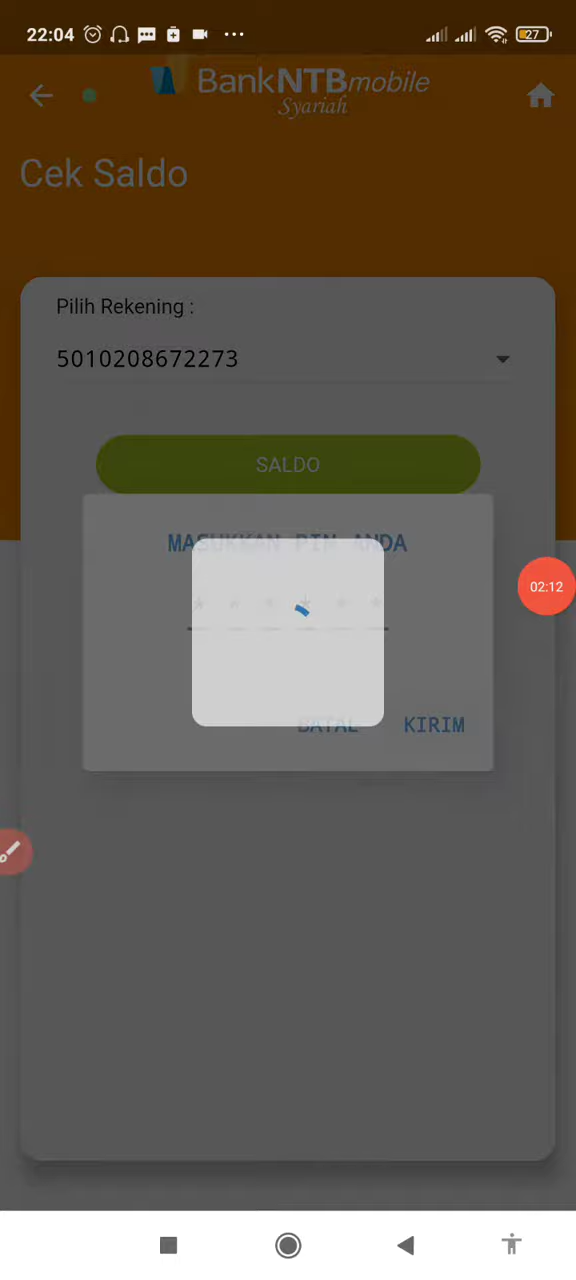 22:04
27
BankNTBmobile
Syariah
Cek Saldo
Pilih Rekening :
5010208672273
SALDO
MASUKKAN PIN ANDA
02:12
BATAL KIRIM